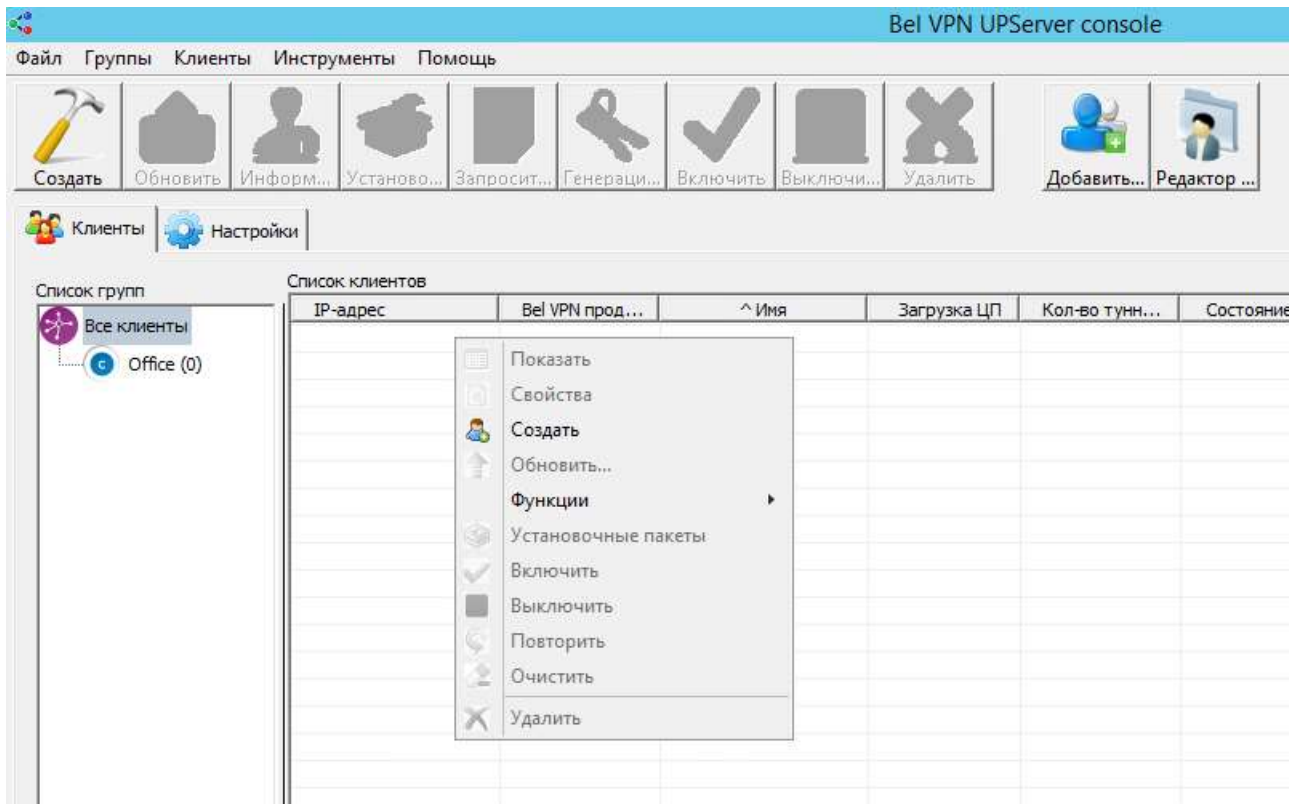 Bel VPN UPServer console
Файл Группы Клиенты Инструменты Помощь
Создать Обновить Информ... Установо... Запросит... Генераци... Включить Выключи... Удалить Добавить... Редактор ...
Клиенты Настройки
Список групп
Список клиентов
IP-адрес Bel VPN прод... ^ Имя Загрузка ЦП Кол-во тунн... Состояние
Все клиенты
Office (0)
Показать
Свойства
Создать
Обновить...
Функции
Установочные пакеты
Включить
Выключить
Повторить
Очистить
Удалить